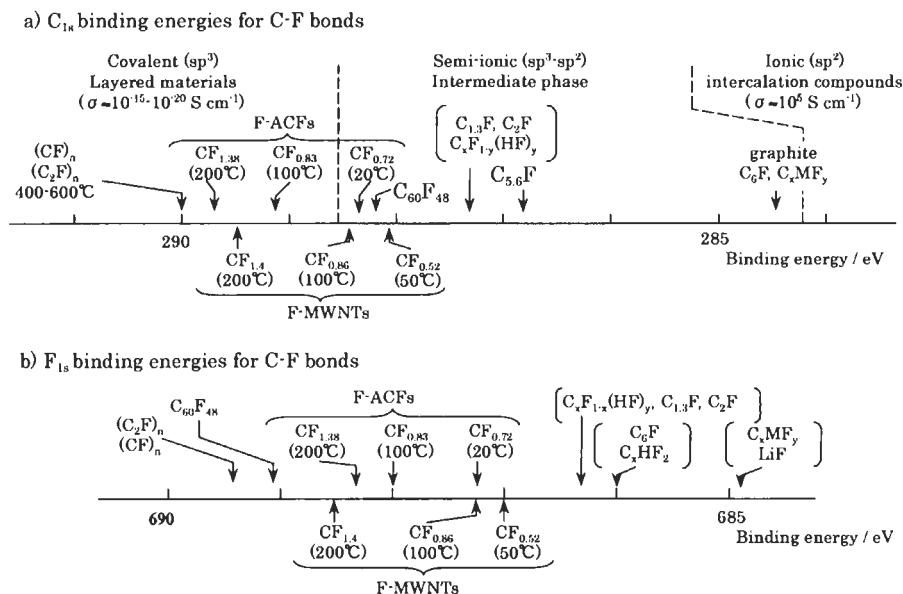 a) C1s binding energies for C-F bonds
Covalent (sp³)
Layered materials
(σ≈10⁻¹⁵-10⁻²⁰ S cm⁻¹)
Semi-ionic (sp³-sp²)
Intermediate phase
Ionic (sp²)
intercalation compounds
(σ≈10⁵ S cm⁻¹)
F-ACFs
(CF)n
(C2F)n
400-600℃
CF1.38
(200℃)
CF0.83
(100℃)
CF0.72
(20℃)
C60F48
C1.3F, C2F
CxF1-y(HF)y
C5.6F
graphite
C6F, CxMFy
290
285
Binding energy / eV
CF1.4
(200℃)
CF0.86
(100℃)
CF0.52
(50℃)
F-MWNTs
b) F1s binding energies for C-F bonds
(C2F)n
(CF)n
C60F48
F-ACFs
CF1.38
(200℃)
CF0.83
(100℃)
CF0.72
(20℃)
CxF1-x(HF)y, C1.3F, C2F
C6F
CxHF2
CxMFy
LiF
690
685
Binding energy / eV
CF1.4
(200℃)
CF0.86
(100℃)
CF0.52
(50℃)
F-MWNTs